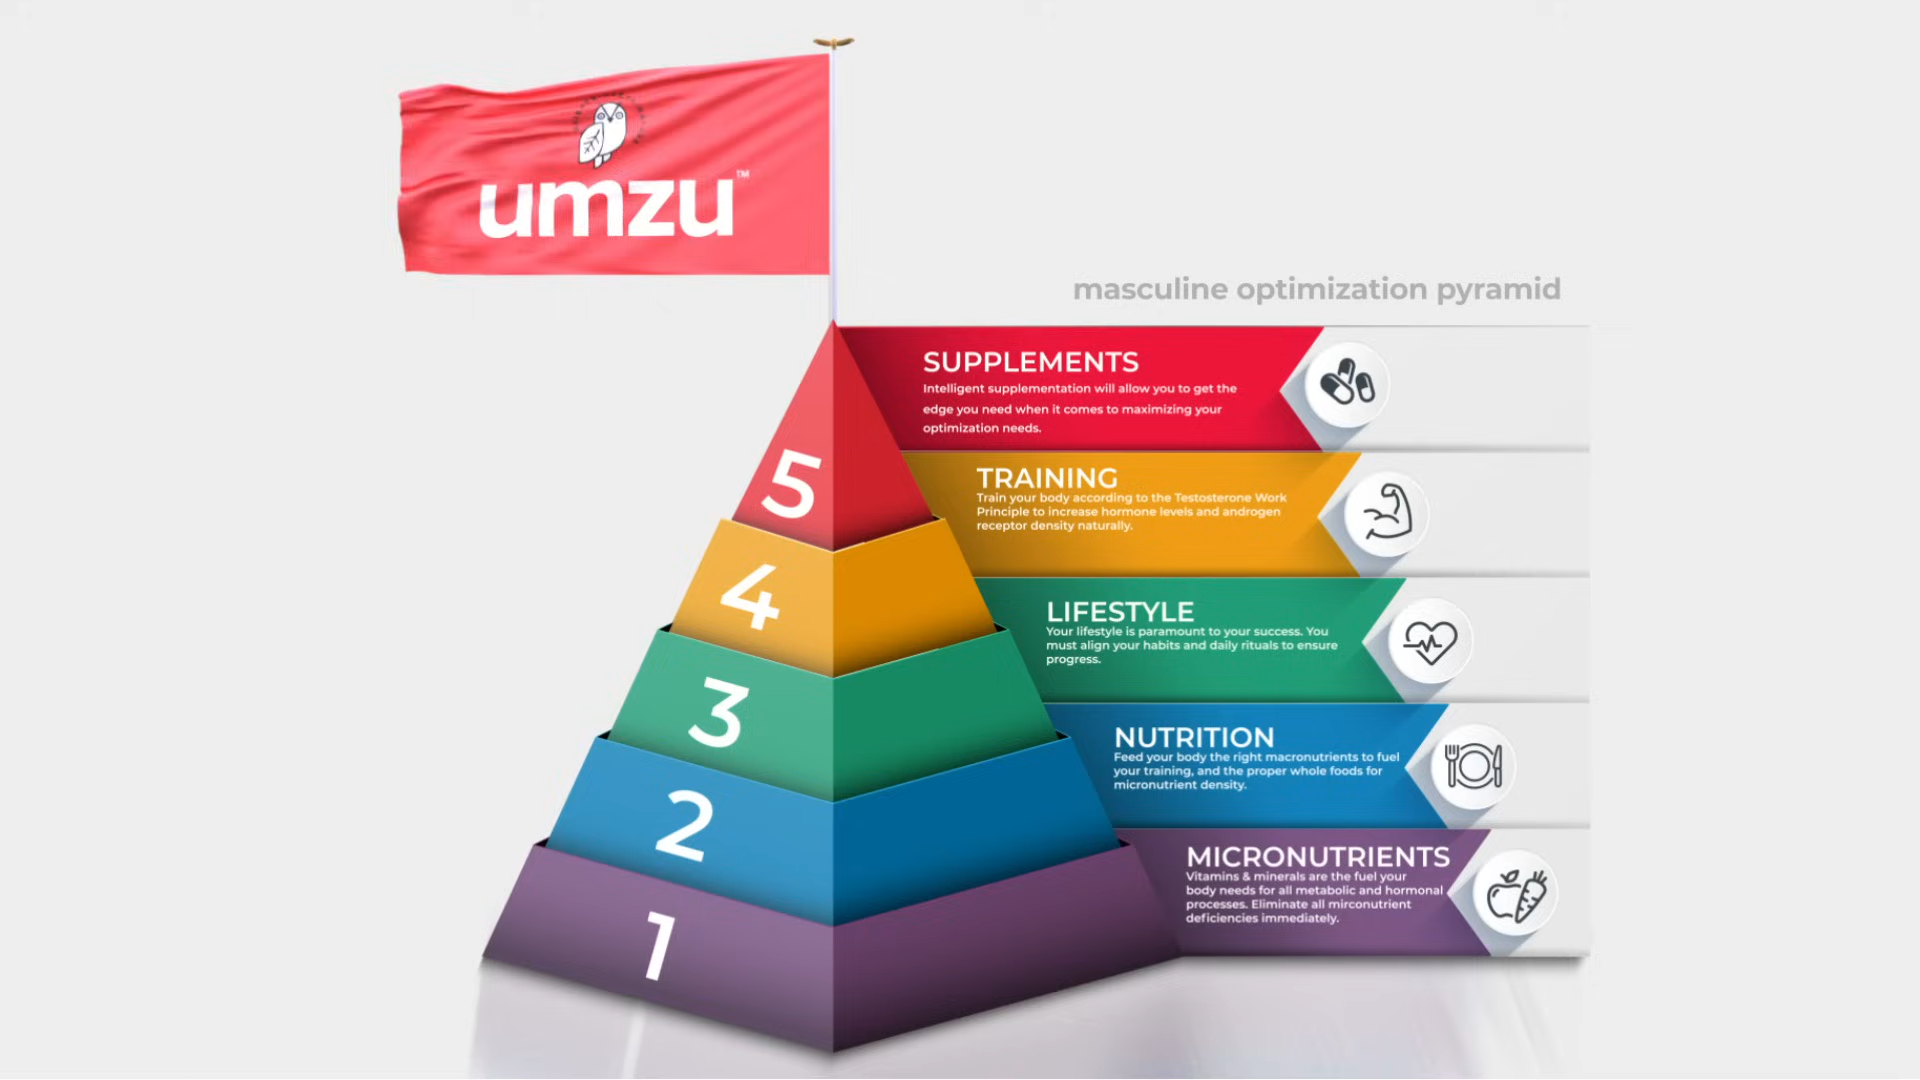 umzu™
masculine optimization pyramid
SUPPLEMENTS
Intelligent supplementation will allow you to get the
edge you need when it comes to maximizing your
optimization needs.
5
TRAINING
Train your body according to the Testosterone Work
Principle to increase hormone levels and androgen
receptor density naturally.
4
LIFESTYLE
Your lifestyle is paramount to your success. You
must align your habits and daily rituals to ensure
progress.
3
NUTRITION
Feed your body the right macronutrients to fuel
your training, and the proper whole foods for
micronutrient density.
2
MICRONUTRIENTS
Vitamins & minerals are the fuel your
body needs for all metabolic and hormonal
processes. Eliminate all mirconutrient
deficiencies immediately.
1